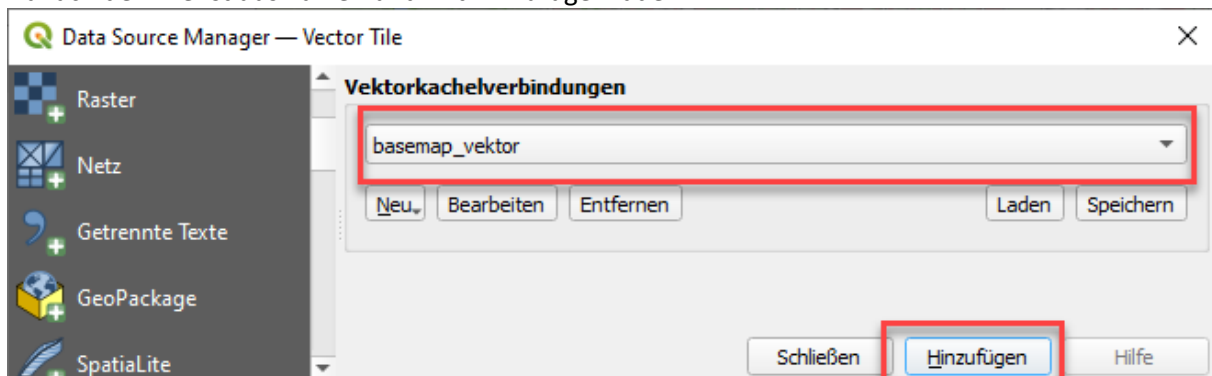 Data Source Manager — Vector Tile
Raster
Netz
Getrennte Texte
GeoPackage
SpatiaLite
Vektorkachelverbindungen
basemap_vektor
Neu
Bearbeiten
Entfernen
Laden
Speichern
Schließen
Hinzufügen
Hilfe